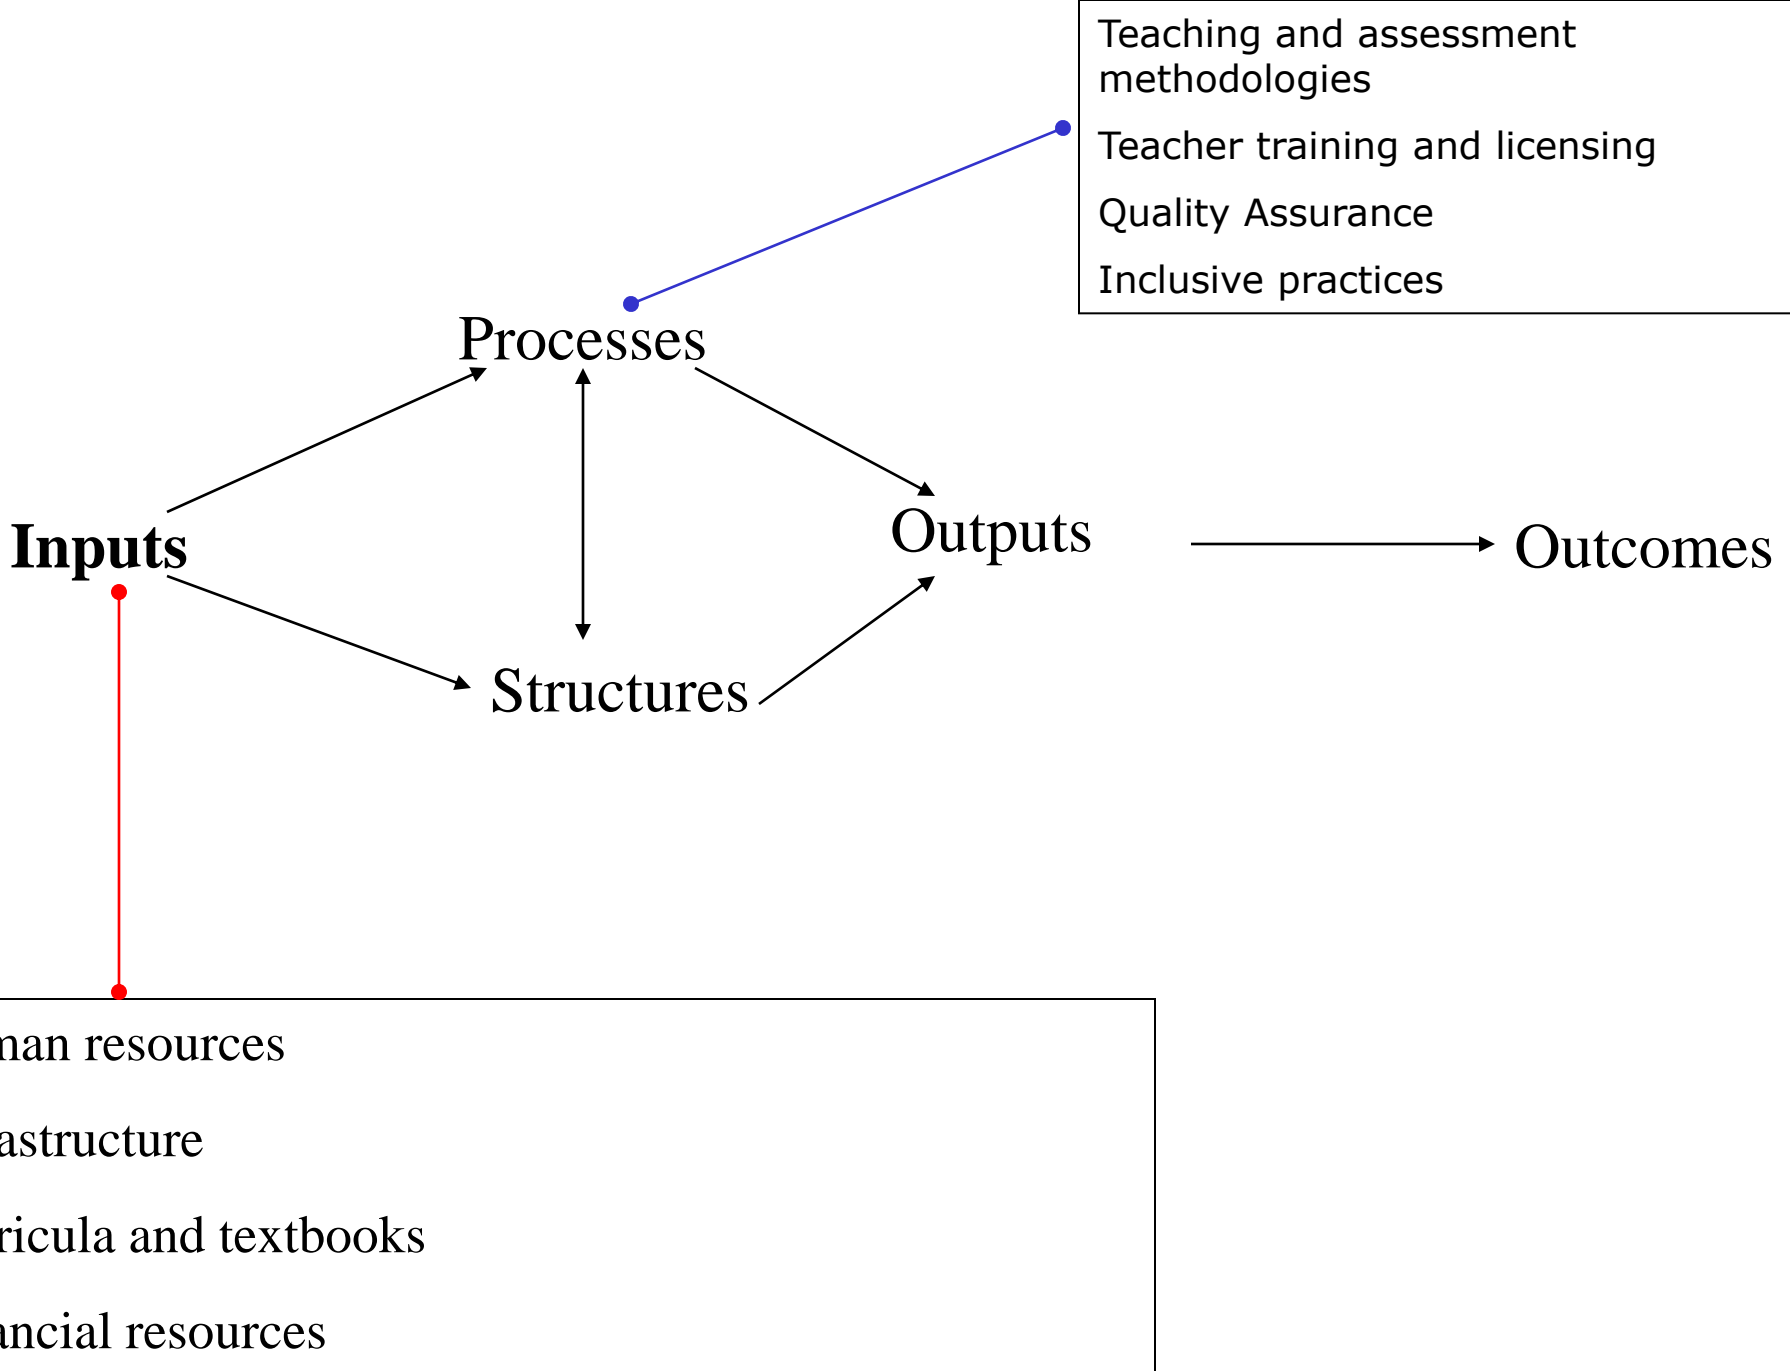 Teaching and assessment
methodologies
Teacher training and licensing
Quality Assurance
Inclusive practices
Processes
Inputs
Outputs
Outcomes
Structures
man resources
astructure
ricula and textbooks
ancial resources